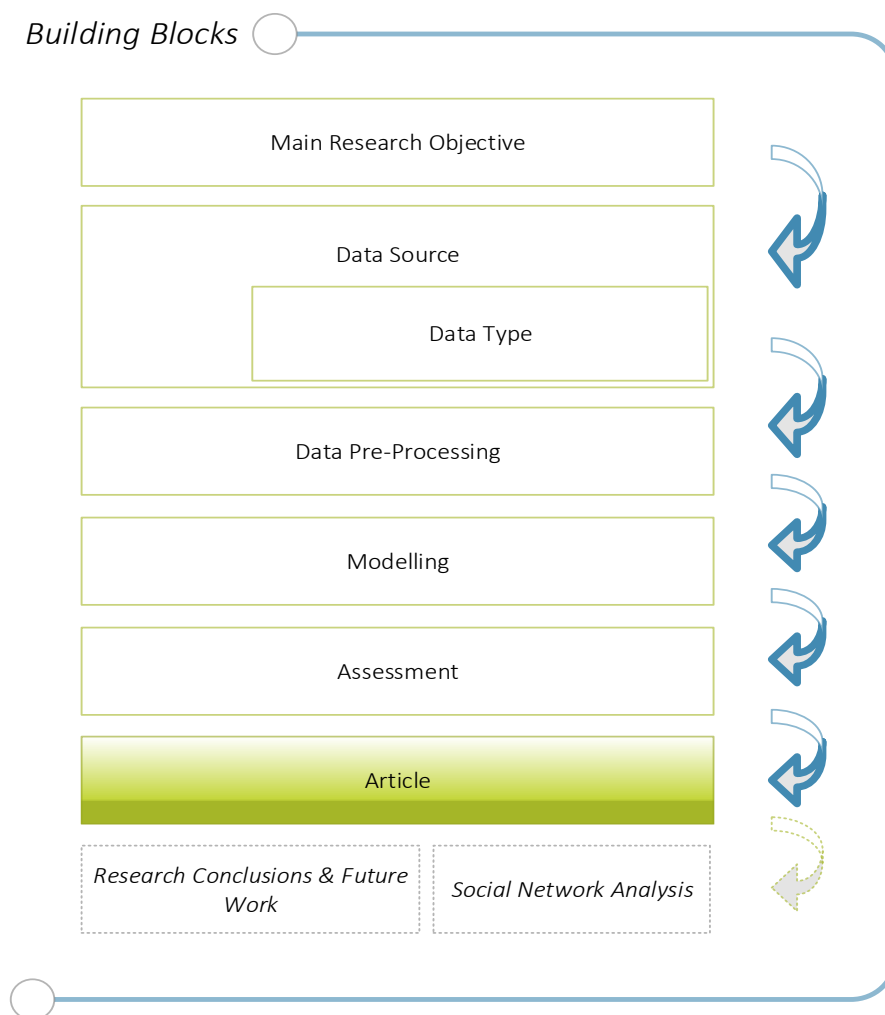 Building Blocks
Main Research Objective
Data Source
Data Type
Data Pre-Processing
Modelling
Assessment
Article
Research Conclusions & Future
Work
Social Network Analysis